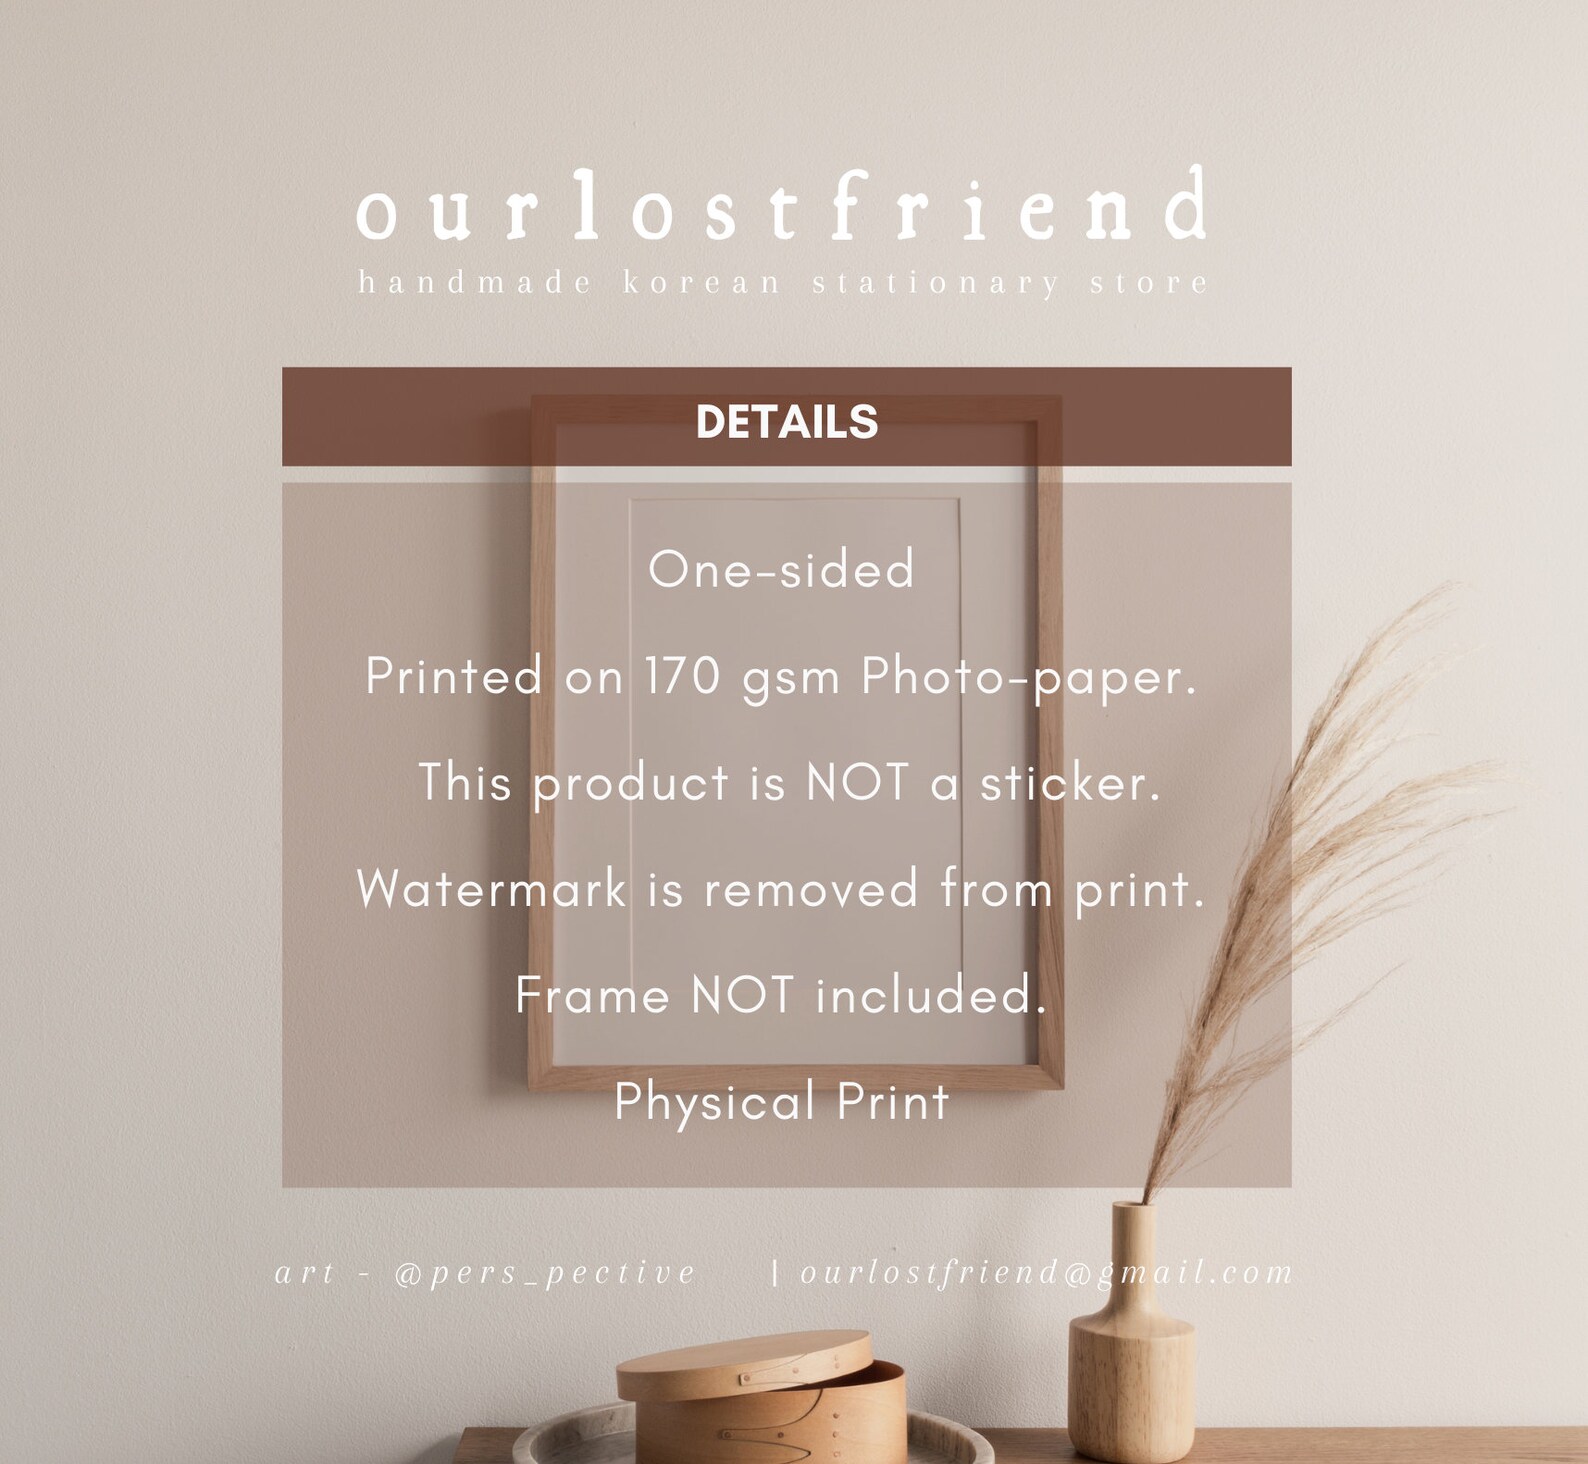 ourlostfriend
handmade korean stationary store
DETAILS
One-sided
Printed on 170 gsm Photo-paper.
This product is NOT a sticker.
Watermark is removed from print.
Frame NOT included.
Physical Print
art - @pers_pective | ourlostfriend@gmail.com